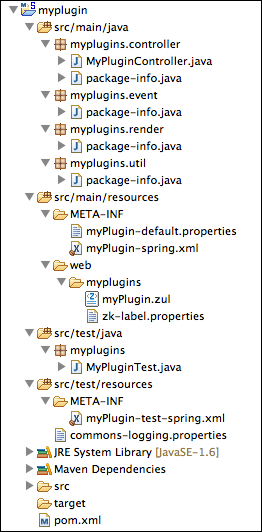 myplugin
src/main/java
myplugins.controller
MyPluginController.java
package-info.java
myplugins.event
package-info.java
myplugins.render
package-info.java
myplugins.util
package-info.java
src/main/resources
META-INF
myPlugin-default.properties
myPlugin-spring.xml
web
myplugins
myPlugin.zul
zk-label.properties
src/test/java
myplugins
MyPluginTest.java
src/test/resources
META-INF
myPlugin-test-spring.xml
commons-logging.properties
JRE System Library [JavaSE-1.6]
Maven Dependencies
src
target
pom.xml